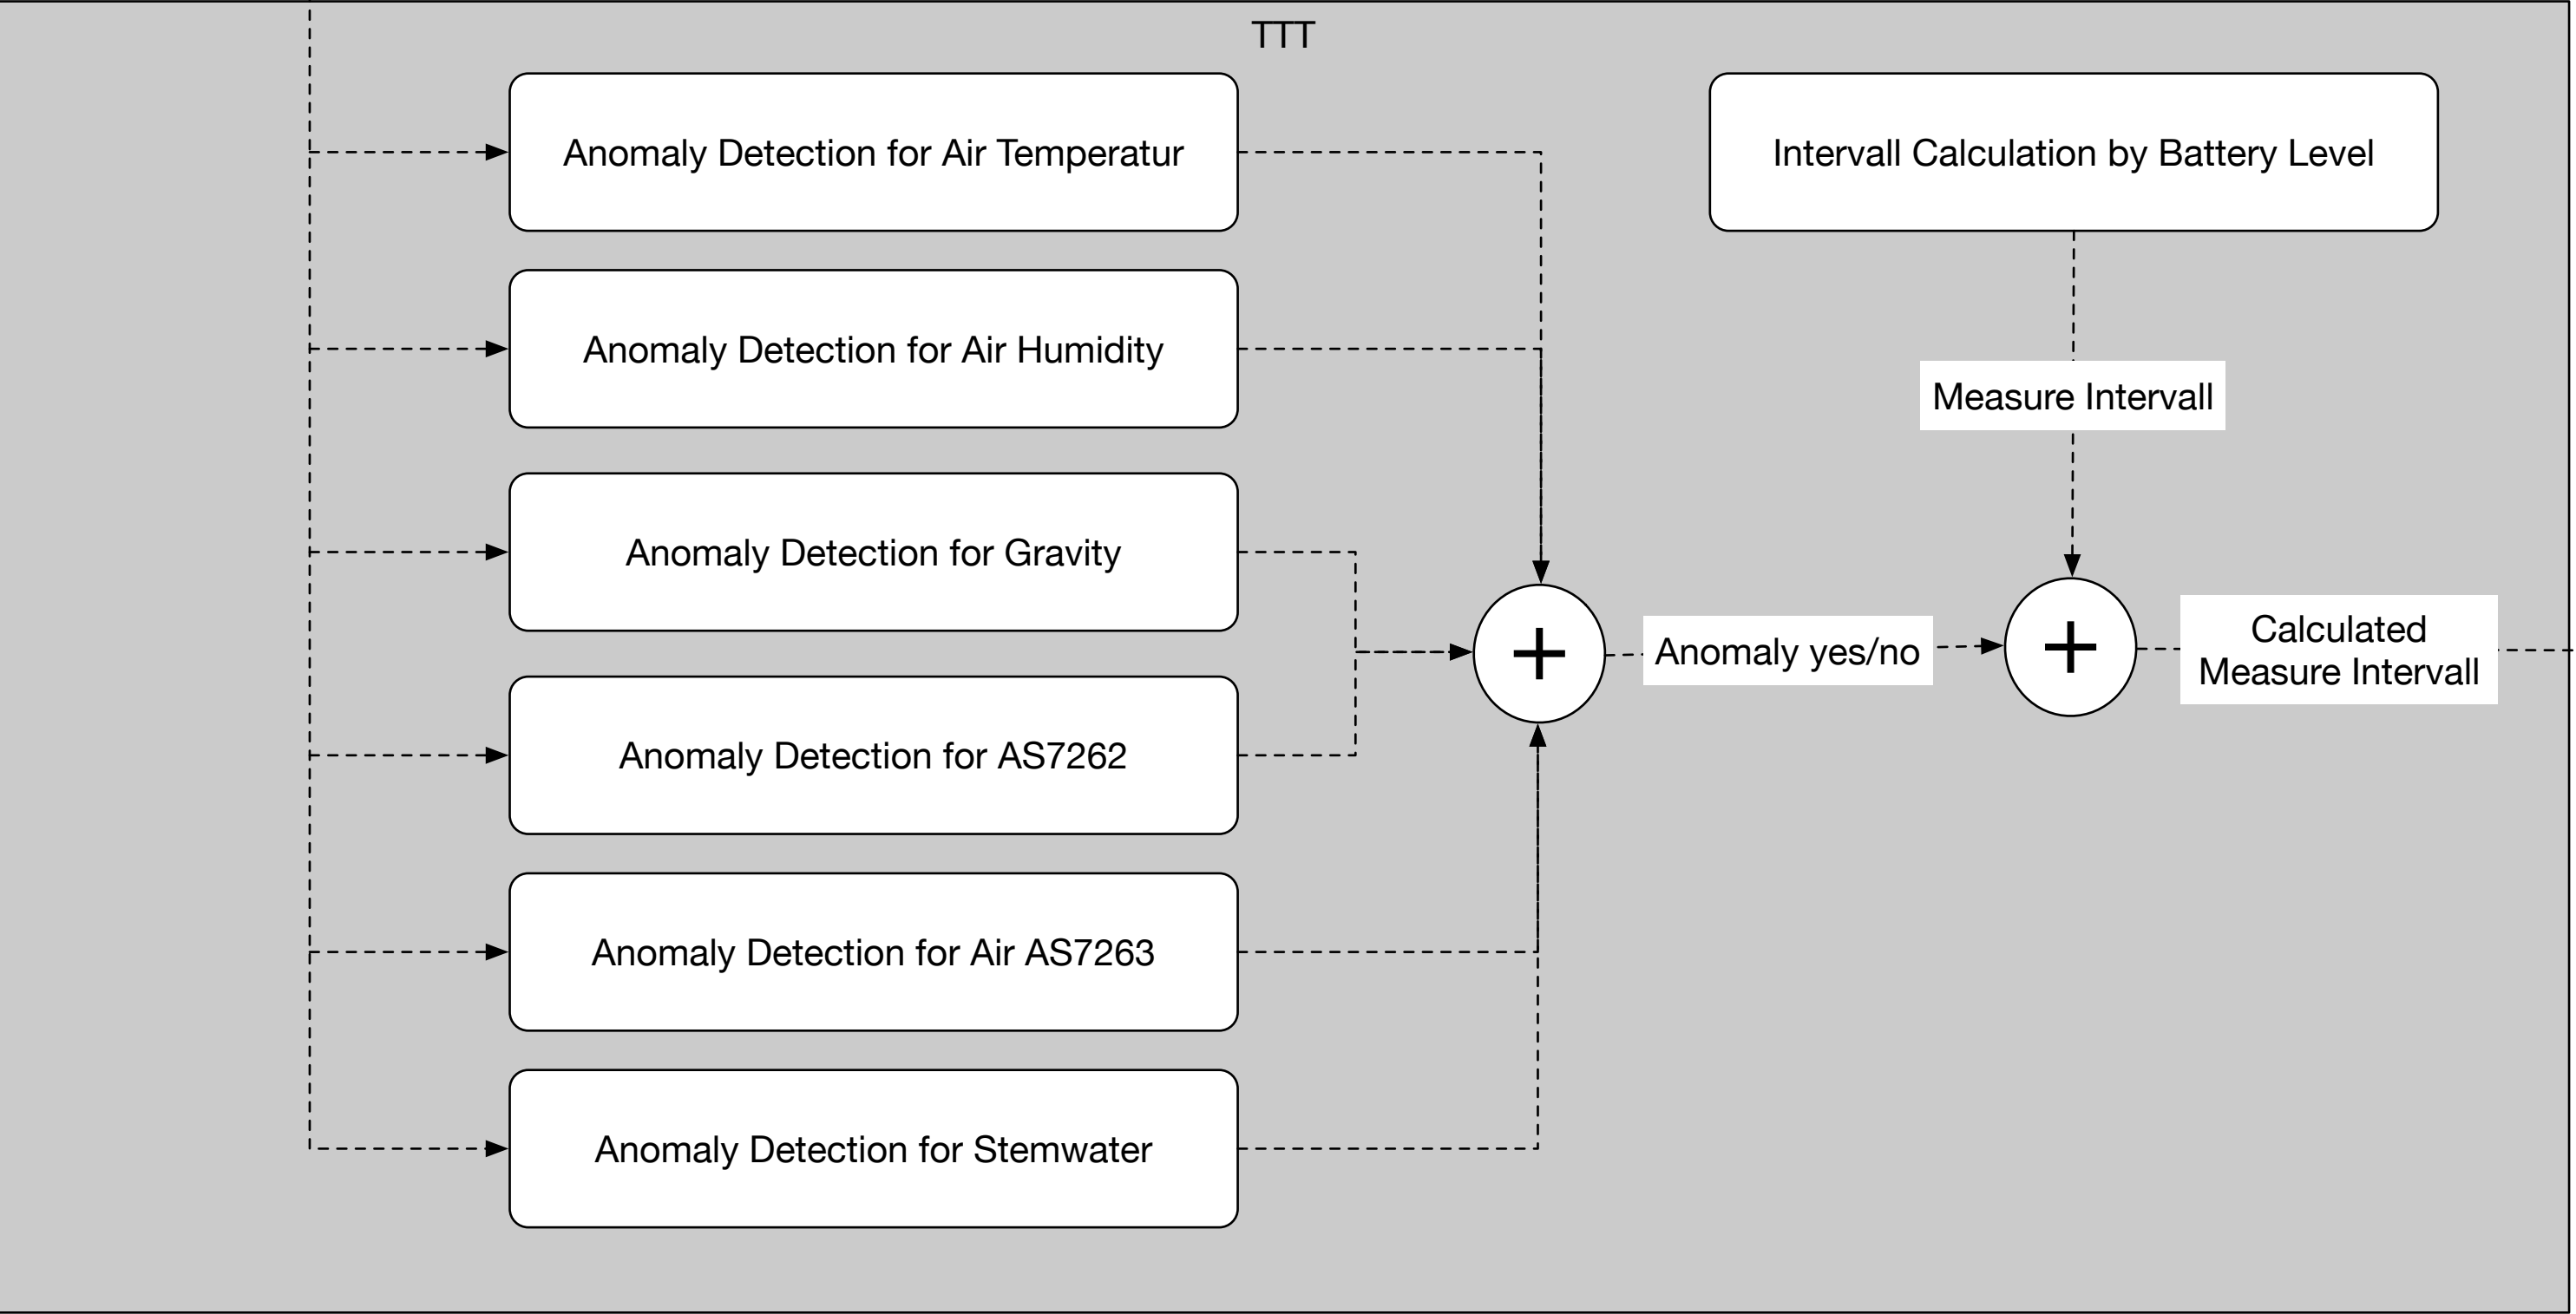 TTT
Anomaly Detection for Air Temperatur
Intervall Calculation by Battery Level
Anomaly Detection for Air Humidity
Measure Intervall
Anomaly Detection for Gravity
+
Anomaly yes/no
+
Calculated
Measure Intervall
Anomaly Detection for AS7262
Anomaly Detection for Air AS7263
Anomaly Detection for Stemwater